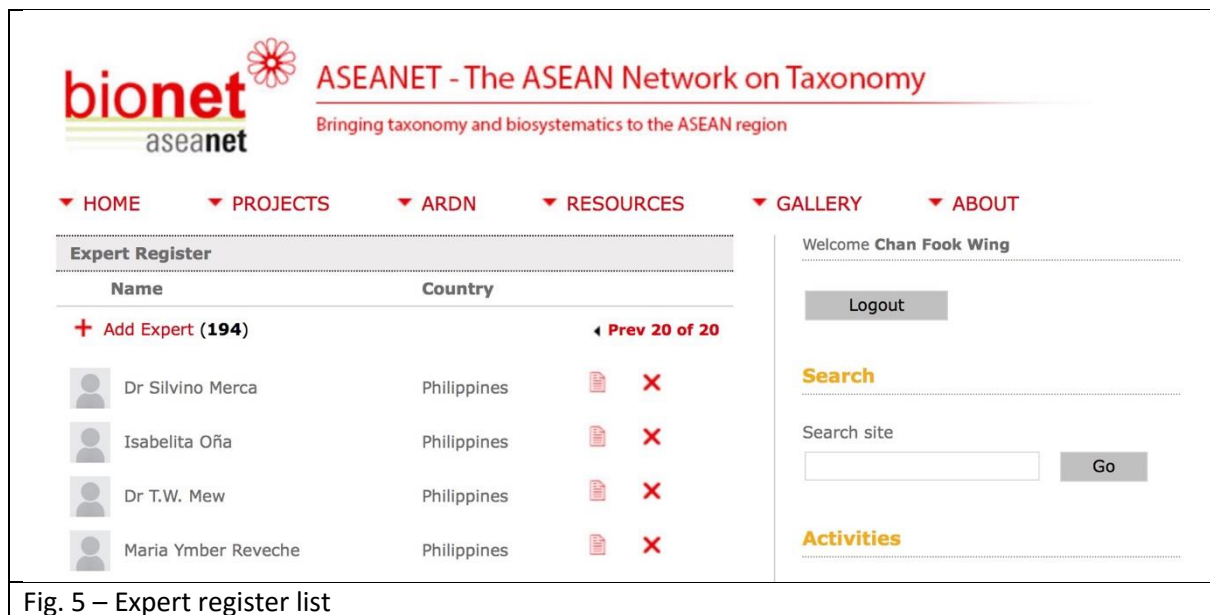 bionet
aseanet
ASEANET - The ASEAN Network on Taxonomy
Bringing taxonomy and biosystematics to the ASEAN region
HOME PROJECTS ARDN RESOURCES GALLERY ABOUT
Expert Register
Name Country
+ Add Expert (194) Prev 20 of 20
Dr Silvino Merca Philippines
Isabelita Oña Philippines
Dr T.W. Mew Philippines
Maria Ymber Reveche Philippines
Welcome Chan Fook Wing
Logout
Search
Search site
Go
Activities
Fig. 5 – Expert register list